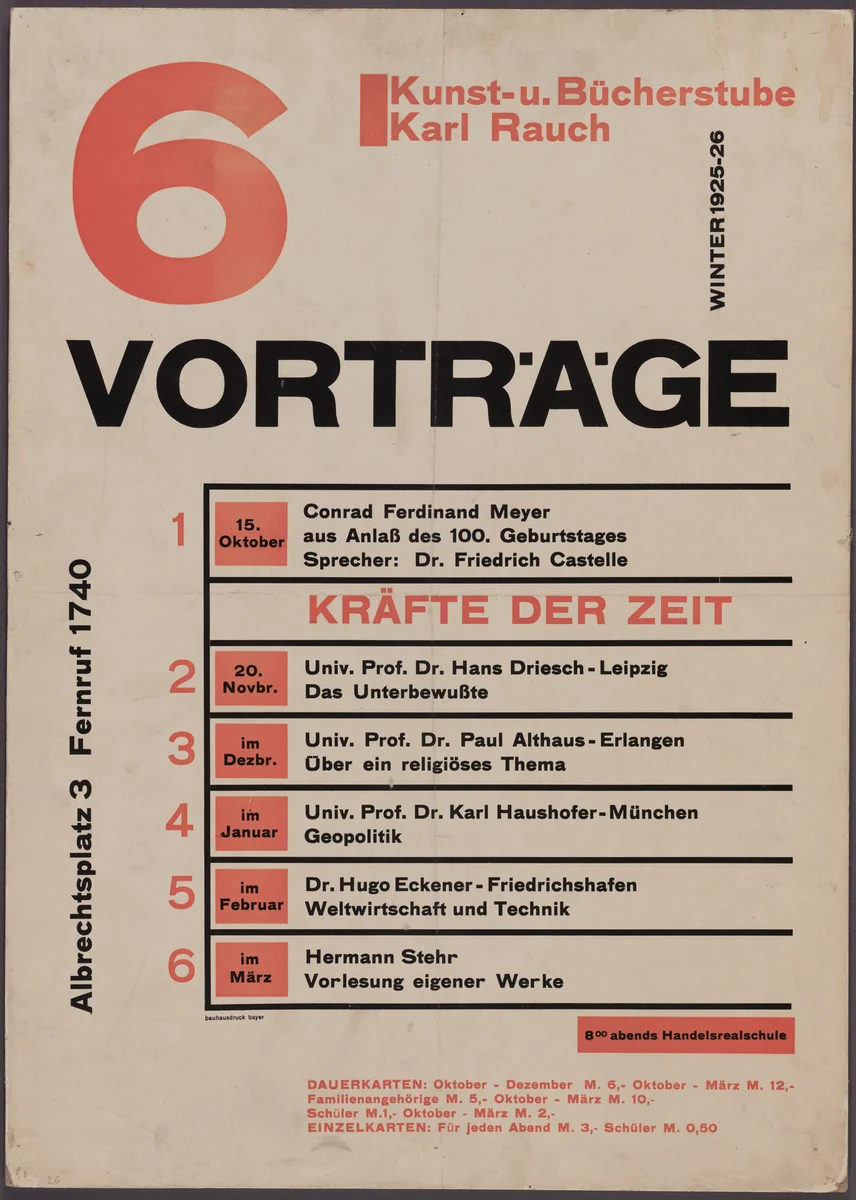 6
Kunst-u. Bücherstube
Karl Rauch
WINTER 1925-26
VORTRÄGE
1
15.
Oktober
Conrad Ferdinand Meyer
aus Anlaß des 100. Geburtstages
Sprecher: Dr. Friedrich Castelle
KRÄFTE DER ZEIT
2
20.
Novbr.
Univ. Prof. Dr. Hans Driesch-Leipzig
Das Unterbewußte
3
im
Dezbr.
Univ. Prof. Dr. Paul Althaus-Erlangen
Über ein religiöses Thema
4
im
Januar
Univ. Prof. Dr. Karl Haushofer-München
Geopolitik
5
im
Februar
Dr. Hugo Eckener-Friedrichshafen
Weltwirtschaft und Technik
6
im
März
Hermann Stehr
Vorlesung eigener Werke
Albrechtsplatz 3 Fernruf 1740
bauhausdruck bayer
8⁰⁰ abends Handelsrealschule
DAUERKARTEN: Oktober - Dezember M. 6,- Oktober - März M. 12,-
Familienangehörige M. 5,- Oktober - März M. 10,-
Schüler M.1,- Oktober - März M. 2,-
EINZELKARTEN: Für jeden Abend M. 3,- Schüler M. 0,50